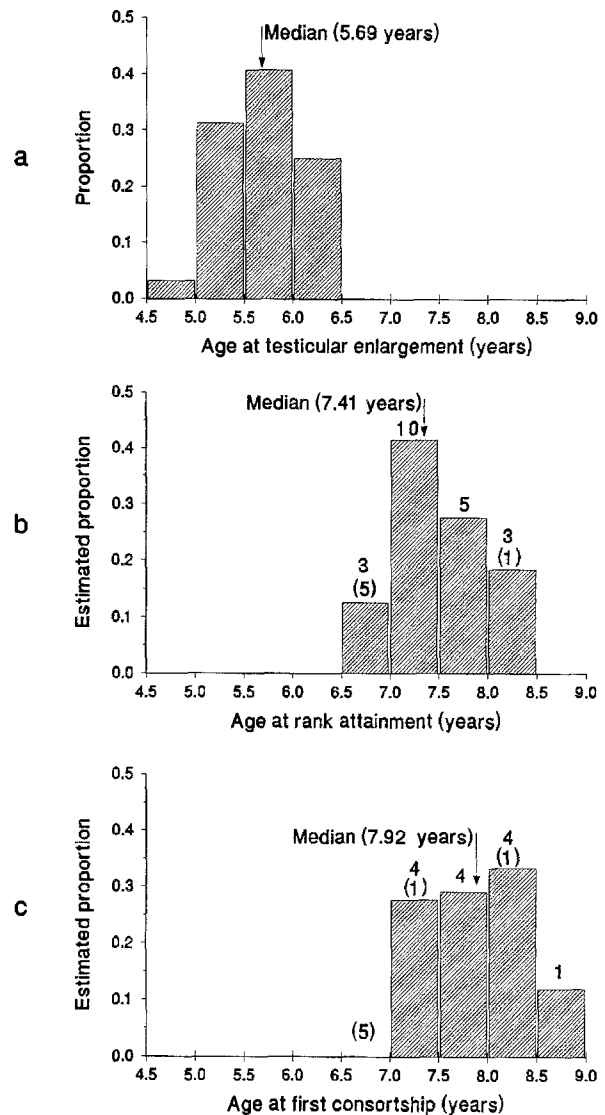 a
Median (5.69 years)
Proportion
0.5
0.4
0.3
0.2
0.1
0.0
4.5 5.0 5.5 6.0 6.5 7.0 7.5 8.0 8.5 9.0
Age at testicular enlargement (years)
b
Median (7.41 years)
Estimated proportion
0.5
0.4
0.3
0.2
0.1
0.0
3
(5)
10
5
3
(1)
4.5 5.0 5.5 6.0 6.5 7.0 7.5 8.0 8.5 9.0
Age at rank attainment (years)
c
Median (7.92 years)
Estimated proportion
0.5
0.4
0.3
0.2
0.1
0.0
(5)
4
(1)
4
4
(1)
1
4.5 5.0 5.5 6.0 6.5 7.0 7.5 8.0 8.5 9.0
Age at first consortship (years)